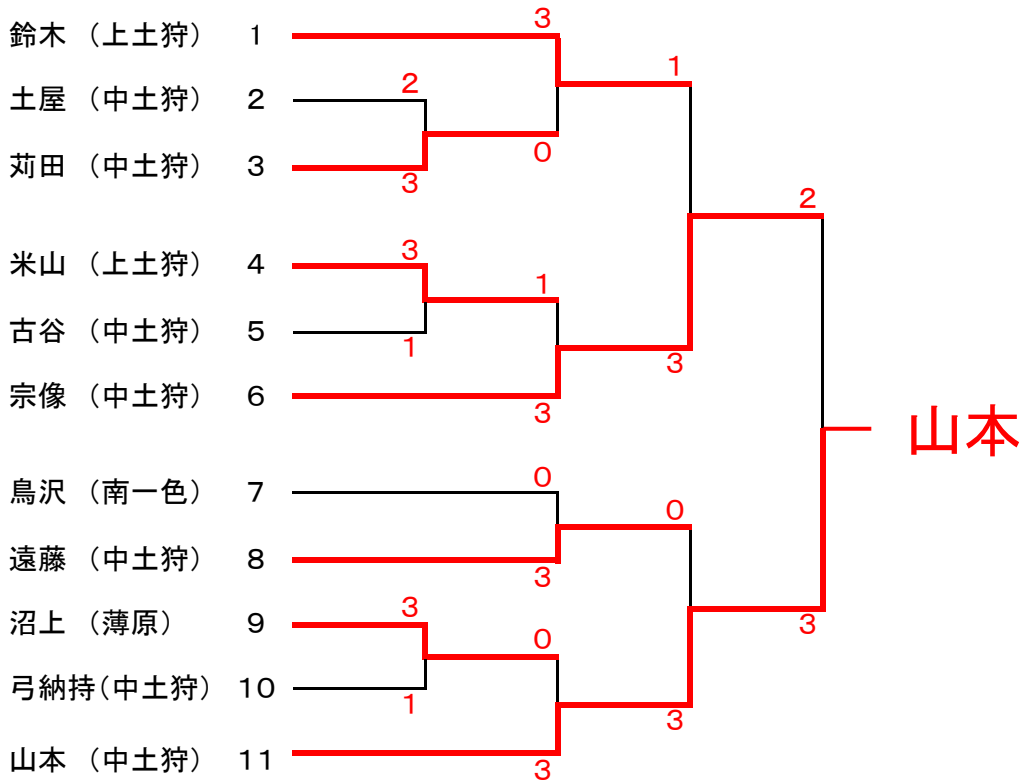 3
鈴木 （上土狩） 1
1
2
土屋 （中土狩） 2
0
苅田 （中土狩） 3
3
2
3
米山 （上土狩） 4
1
古谷 （中土狩） 5
1
3
宗像 （中土狩） 6
3
山本
0
鳥沢 （南一色） 7
0
遠藤 （中土狩） 8
3
3
沼上 （薄原） 9
3
0
弓納持（中土狩） 10
1
3
山本 （中土狩） 11
3